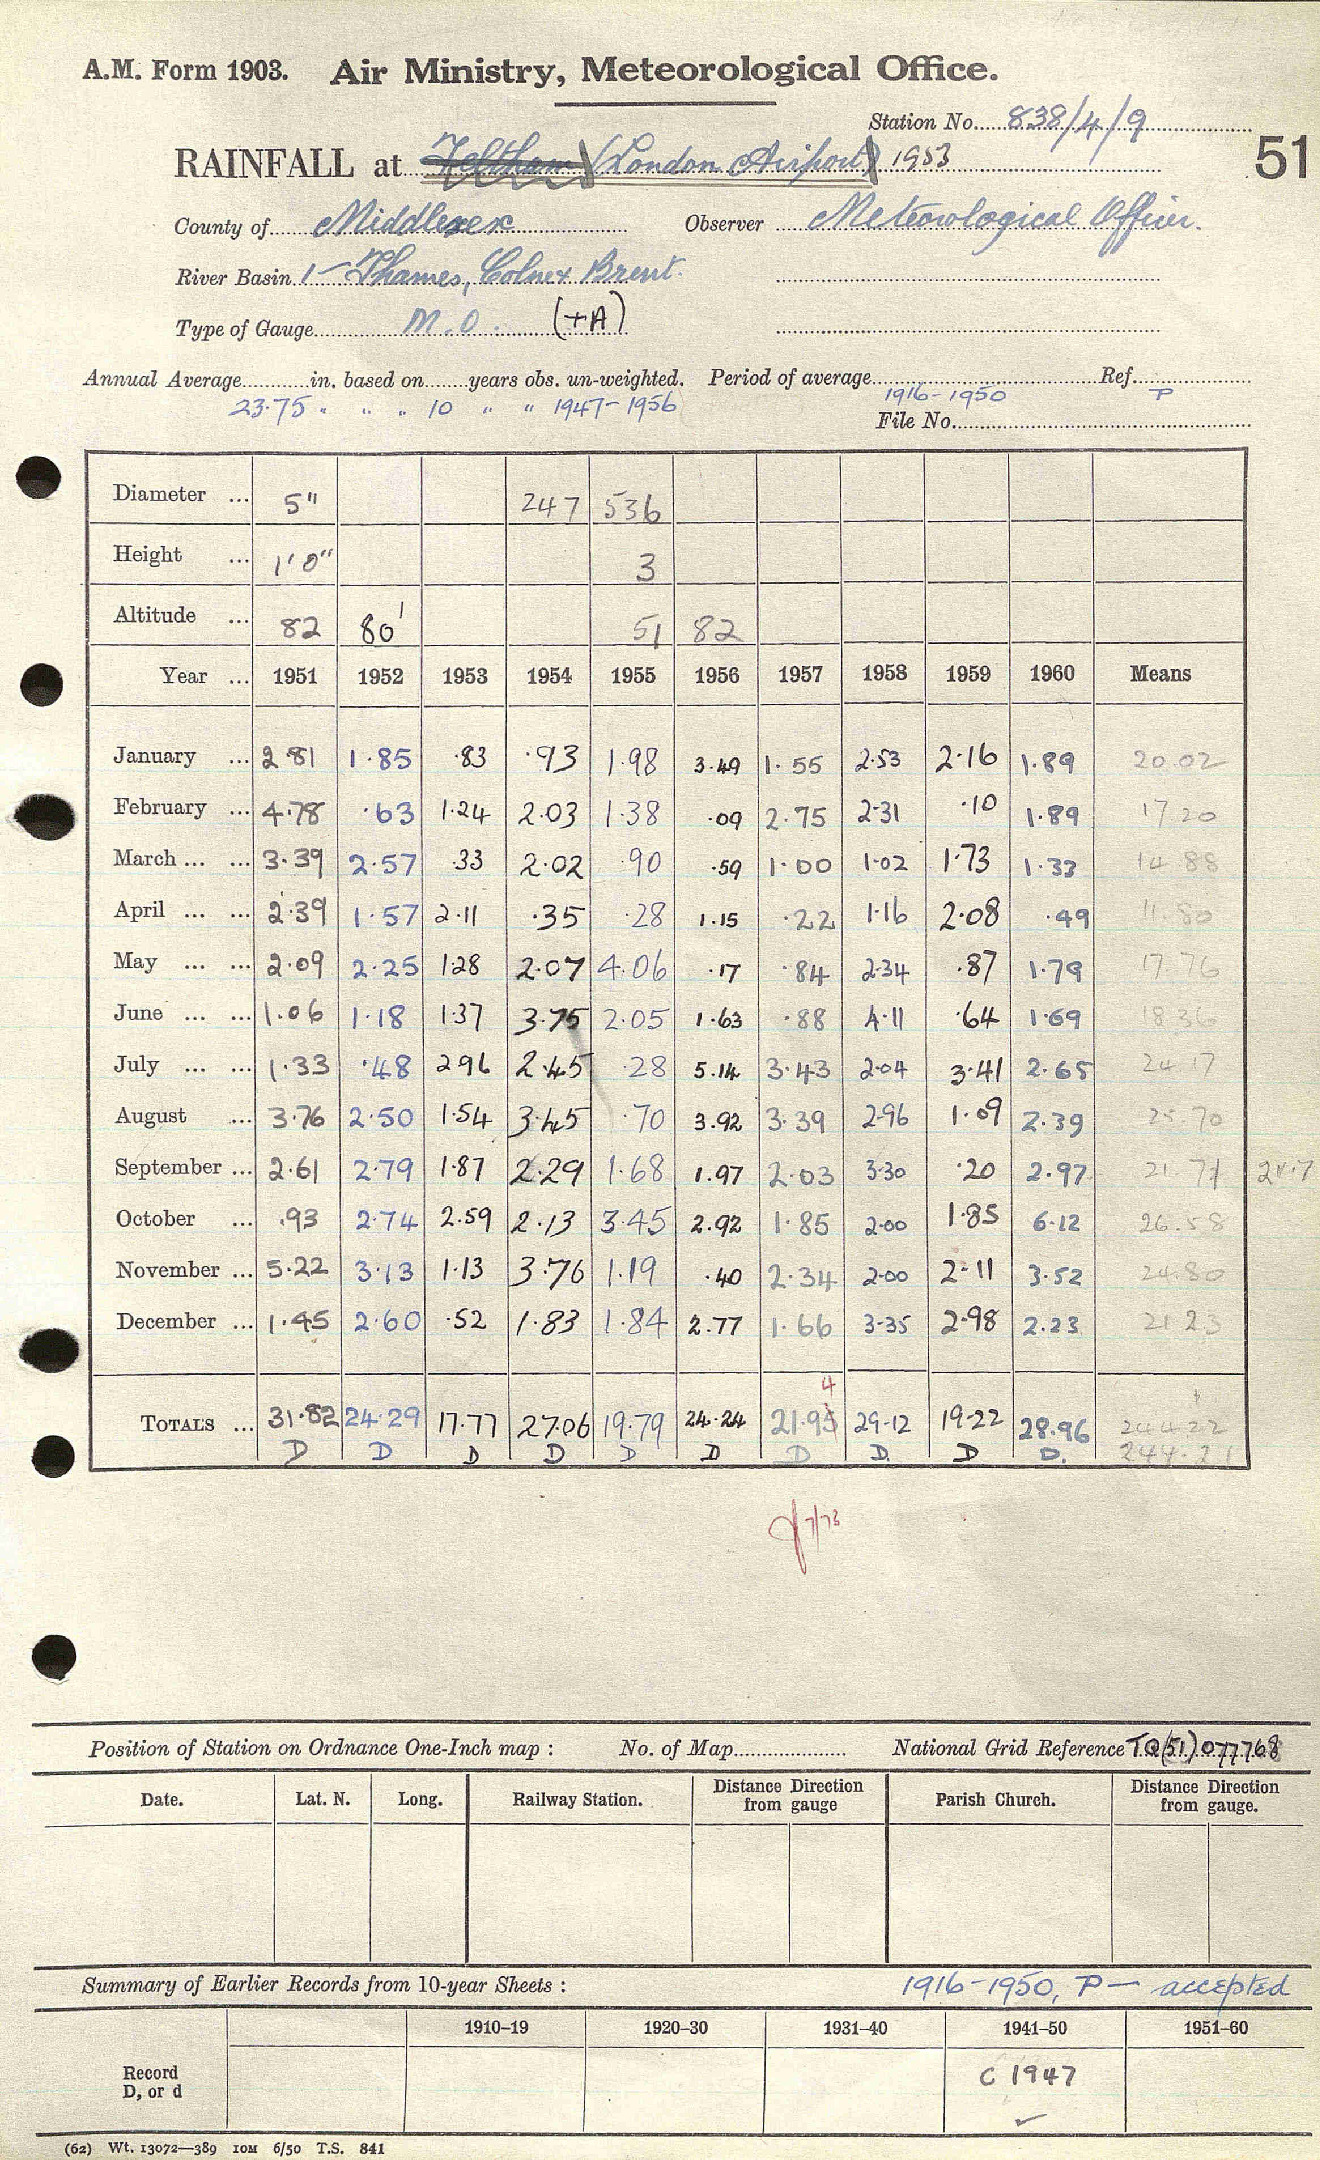 A.M. Form 1903. Air Ministry, Meteorological Office.
Station No. 838/4/9
RAINFALL at Feltham (London Airport) 1953
51
County of Middlesex Observer Meteorological Officer.
River Basin 1 - Thames, Colne & Brent.
Type of Gauge M.O. (+A)
Annual Average in. based on years obs. un-weighted. Period of average 1916-1950 Ref. P
23.75 " " " 10 " " 1947-1956
File No.
Diameter ... 5" 247 536
Height ... 1'0" 3
Altitude ... 82 80' 51 82
Year ... 1951 1952 1953 1954 1955 1956 1957 1958 1959 1960 Means
January ... 2.81 1.85 .83 .93 1.98 3.49 1.55 2.53 2.16 1.89 20.02
February ... 4.78 .63 1.24 2.03 1.38 .09 2.75 2.31 .10 1.89 17.20
March ... ... 3.39 2.57 .33 2.02 .90 .59 1.00 1.02 1.73 1.33 14.88
April ... ... 2.39 1.57 2.11 .35 .28 1.15 .22 1.16 2.08 .49 11.80
May ... ... 2.09 2.25 1.28 2.07 4.06 .17 .84 2.34 .87 1.79 17.76
June ... ... 1.06 1.18 1.37 3.75 2.05 1.63 .88 4.11 .64 1.69 18.36
July ... ... 1.33 .48 2.96 2.45 .28 5.14 3.43 2.04 3.41 2.65 24.17
August ... 3.76 2.50 1.54 3.45 .70 3.92 3.39 2.96 1.09 2.39 25.70
September ... 2.61 2.79 1.87 2.29 1.68 1.97 2.03 3.30 .20 2.97 21.71
October ... .93 2.74 2.59 2.13 3.45 2.92 1.85 2.00 1.85 6.12 26.58
November ... 5.22 3.13 1.13 3.76 1.19 .40 2.34 2.00 2.11 3.52 24.80
December ... 1.45 2.60 .52 1.83 1.84 2.77 1.66 3.35 2.98 2.23 21.23
4
TOTALS ... 31.82 24.29 17.77 27.06 19.79 24.24 21.95 29.12 19.22 28.96 244.22
D D D D D D D D. D D. 244.21
7/73
Position of Station on Ordnance One-Inch map : No. of Map National Grid Reference TQ(51)077768
Date. Lat. N. Long. Railway Station. Distance Direction from gauge Parish Church. Distance Direction from gauge.
Summary of Earlier Records from 10-year Sheets : 1916-1950, P - accepted
1910–19 1920–30 1931–40 1941–50 1951–60
Record D, or d C 1947
(62) Wt. 13072—389 10M 6/50 T.S. 841